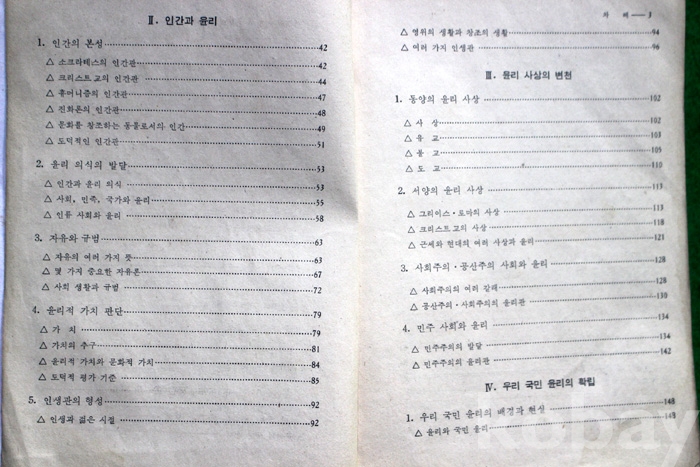 Ⅱ. 인간과 윤리
1. 인간의 본성 42
△ 소크라테스의 인간관 42
△ 크리스트교의 인간관 44
△ 휴머니즘의 인간관 47
△ 진화론의 인간관 48
△ 문화를 창조하는 동물로서의 인간 49
△ 도덕적인 인간관 51
2. 윤리 의식의 발달 53
△ 인간과 윤리 의식 53
△ 사회, 민족, 국가와 윤리 55
△ 인류 사회와 윤리 58
3. 자유와 규범 63
△ 자유의 여러 가지 뜻 63
△ 몇 가지 중요한 자유론 67
△ 사회 생활과 규범 72
4. 윤리적 가치 판단 79
△ 가 치 79
△ 가치의 추구 81
△ 윤리적 가치와 문화적 가치 84
△ 도덕적 평가 기준 85
5. 인생관의 형성 92
△ 인생과 젊은 시절 92
차 례 — 3
△ 영위의 생활과 창조의 생활 94
△ 여러 가지 인생관 96
Ⅲ. 윤리 사상의 변천
1. 동양의 윤리 사상 102
△ 사 상 102
△ 유 교 103
△ 불 교 109
△ 도 교 110
2. 서양의 윤리 사상 113
△ 그리이스·로마의 사상 113
△ 크리스트교의 사상 118
△ 근세와 현대의 여러 사상과 윤리 121
3. 사회주의·공산주의 사회와 윤리 128
△ 사회주의의 여러 갈래 128
△ 공산주의·사회주의의 윤리관 130
4. 민주 사회와 윤리 134
△ 민주주의의 발달 134
△ 민주주의의 윤리관 142
Ⅳ. 우리 국민 윤리의 확립
1. 우리 국민 윤리의 배경과 현실 148
△ 윤리와 국민 윤리 148